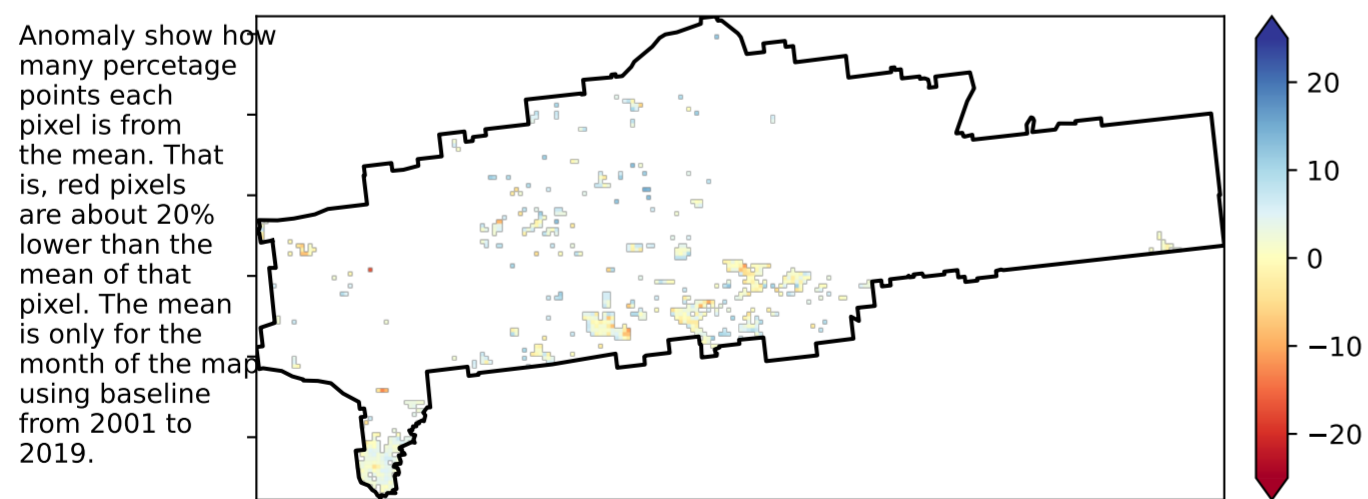 Anomaly show how
many percetage
points each
pixel is from
the mean. That
is, red pixels
are about 20%
lower than the
mean of that
pixel. The mean
is only for the
month of the map
using baseline
from 2001 to
2019.
20
10
0
−10
−20